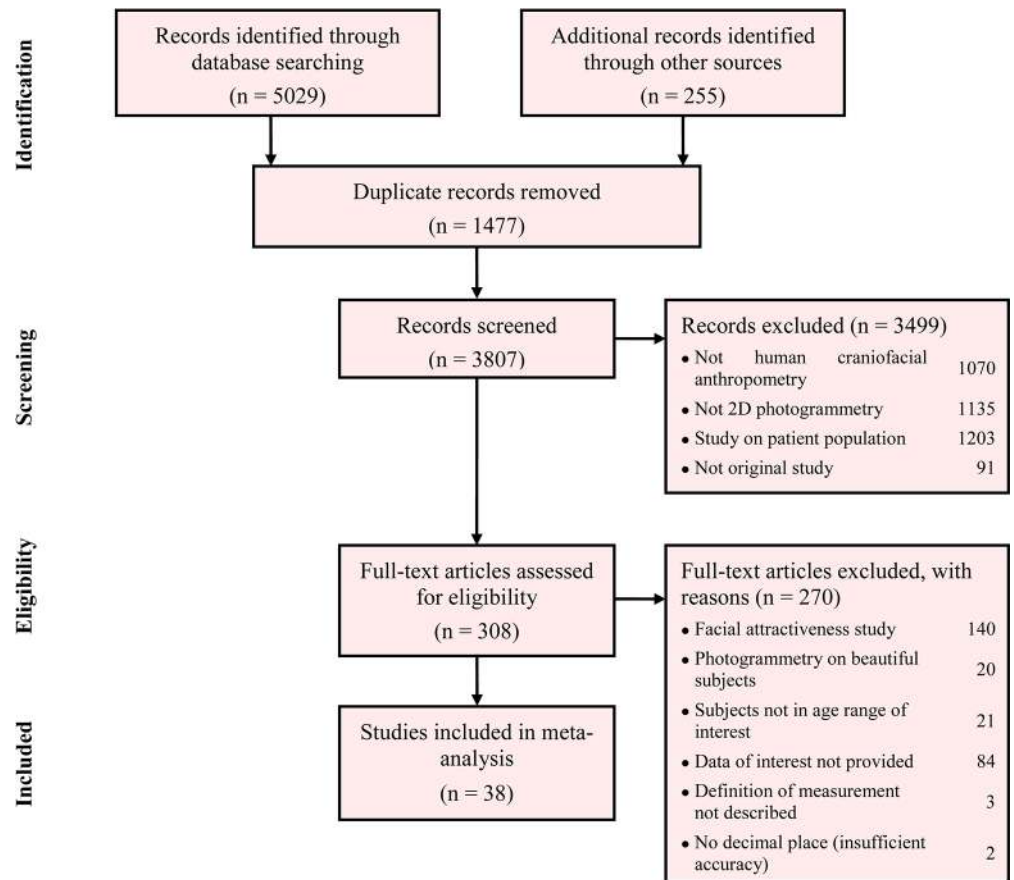 Identification
Records identified through
database searching
(n = 5029)
Additional records identified
through other sources
(n = 255)
Duplicate records removed
(n = 1477)
Screening
Records screened
(n = 3807)
Records excluded (n = 3499)
• Not human craniofacial
anthropometry 1070
• Not 2D photogrammetry 1135
• Study on patient population 1203
• Not original study 91
Eligibility
Full-text articles assessed
for eligibility
(n = 308)
Full-text articles excluded, with
reasons (n = 270)
• Facial attractiveness study 140
• Photogrammetry on beautiful
subjects 20
• Subjects not in age range of
interest 21
• Data of interest not provided 84
• Definition of measurement
not described 3
• No decimal place (insufficient
accuracy) 2
Included
Studies included in meta-
analysis
(n = 38)